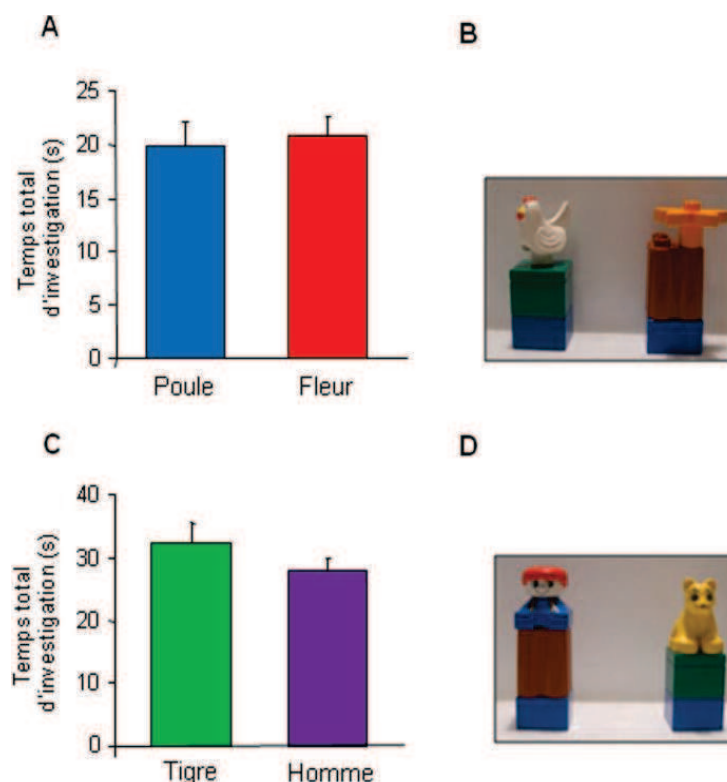 A
B
25
20
15
10
5
0
Temps total
d'investigation (s)
Poule
Fleur
C
D
40
30
20
10
0
Temps total
d'investigation (s)
Tigre
Homme